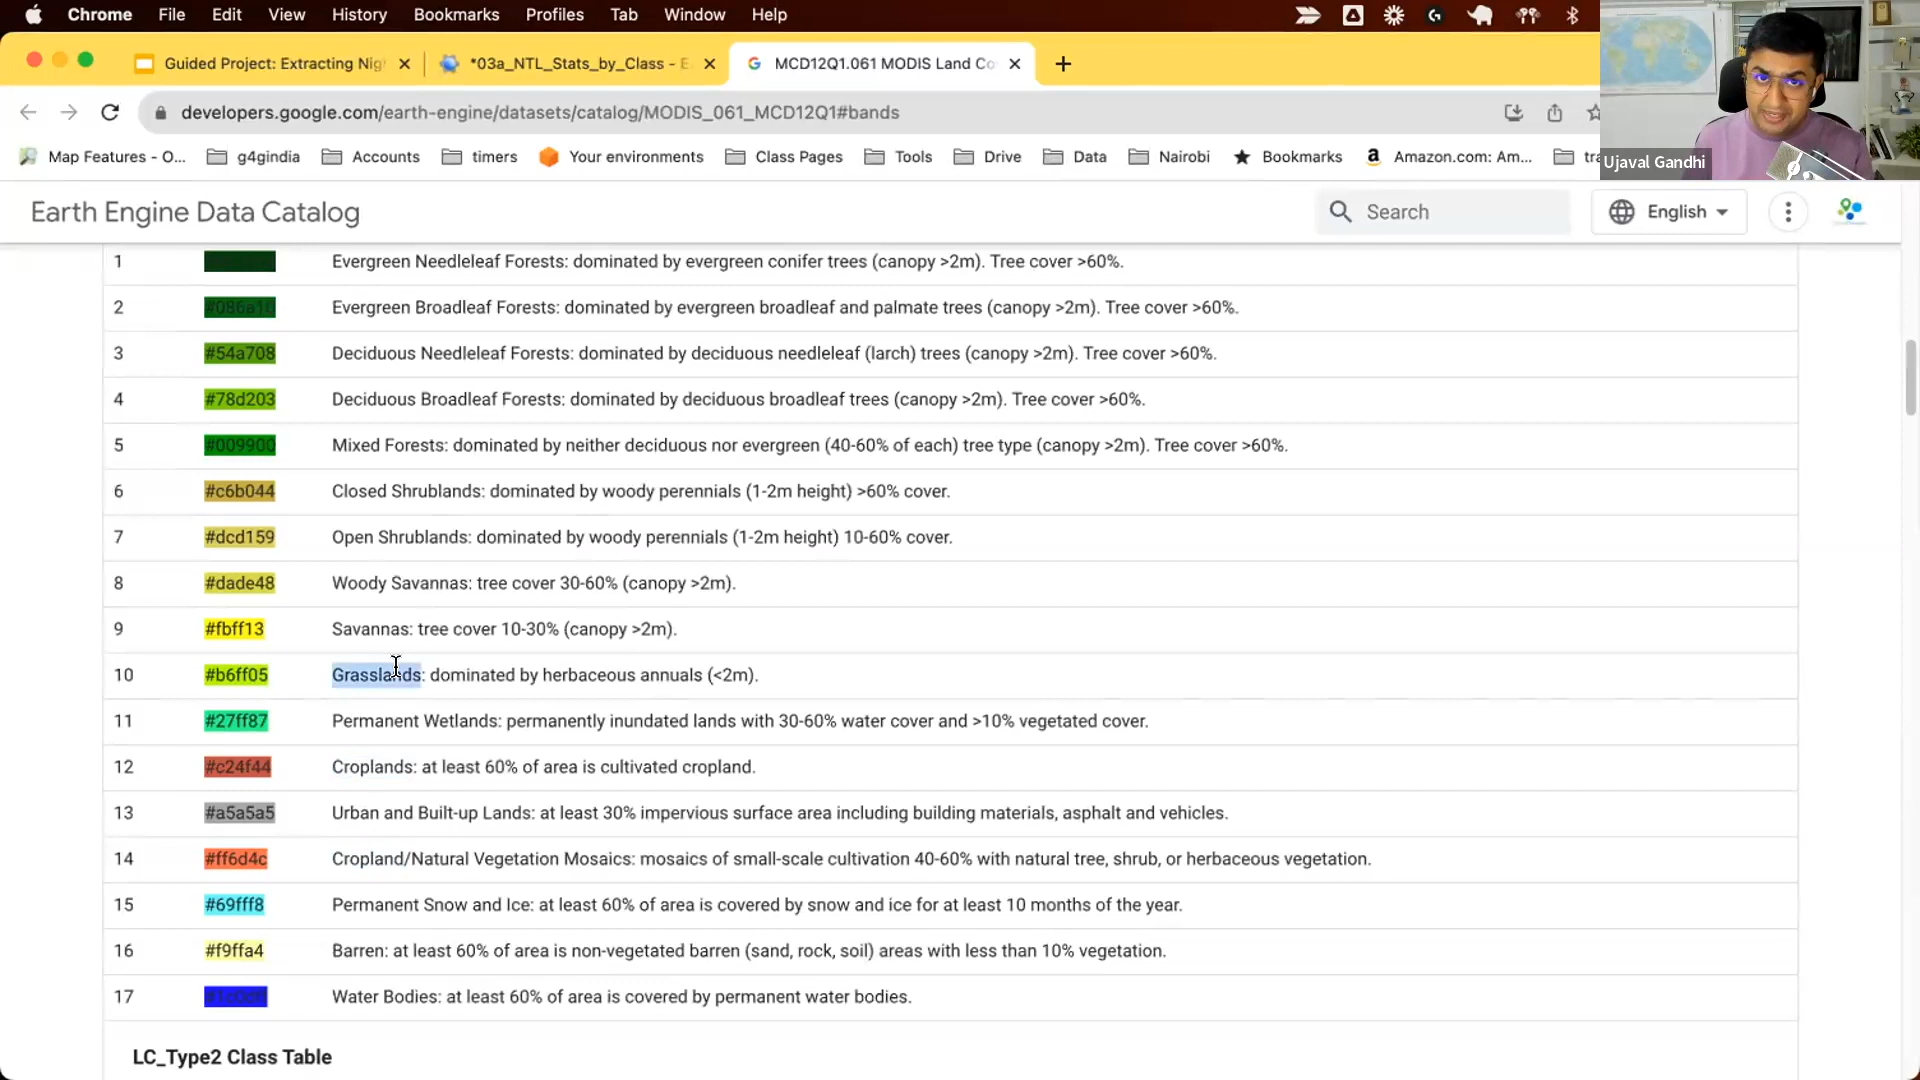 Chrome File Edit View History Bookmarks Profiles Tab Window Help
Guided Project: Extracting Nig
*03a_NTL_Stats_by_Class - E
MCD12Q1.061 MODIS Land Co
developers.google.com/earth-engine/datasets/catalog/MODIS_061_MCD12Q1#bands
Map Features - O... g4gindia Accounts timers Your environments Class Pages Tools Drive Data Nairobi Bookmarks Amazon.com: Am... tra
Ujaval Gandhi
Earth Engine Data Catalog Search English
1 Evergreen Needleleaf Forests: dominated by evergreen conifer trees (canopy >2m). Tree cover >60%.
2 #086a10 Evergreen Broadleaf Forests: dominated by evergreen broadleaf and palmate trees (canopy >2m). Tree cover >60%.
3 #54a708 Deciduous Needleleaf Forests: dominated by deciduous needleleaf (larch) trees (canopy >2m). Tree cover >60%.
4 #78d203 Deciduous Broadleaf Forests: dominated by deciduous broadleaf trees (canopy >2m). Tree cover >60%.
5 #009900 Mixed Forests: dominated by neither deciduous nor evergreen (40-60% of each) tree type (canopy >2m). Tree cover >60%.
6 #c6b044 Closed Shrublands: dominated by woody perennials (1-2m height) >60% cover.
7 #dcd159 Open Shrublands: dominated by woody perennials (1-2m height) 10-60% cover.
8 #dade48 Woody Savannas: tree cover 30-60% (canopy >2m).
9 #fbff13 Savannas: tree cover 10-30% (canopy >2m).
10 #b6ff05 Grasslands: dominated by herbaceous annuals (<2m).
11 #27ff87 Permanent Wetlands: permanently inundated lands with 30-60% water cover and >10% vegetated cover.
12 #c24f44 Croplands: at least 60% of area is cultivated cropland.
13 #a5a5a5 Urban and Built-up Lands: at least 30% impervious surface area including building materials, asphalt and vehicles.
14 #ff6d4c Cropland/Natural Vegetation Mosaics: mosaics of small-scale cultivation 40-60% with natural tree, shrub, or herbaceous vegetation.
15 #69fff8 Permanent Snow and Ice: at least 60% of area is covered by snow and ice for at least 10 months of the year.
16 #f9ffa4 Barren: at least 60% of area is non-vegetated barren (sand, rock, soil) areas with less than 10% vegetation.
17 #1c0dff Water Bodies: at least 60% of area is covered by permanent water bodies.
LC_Type2 Class Table